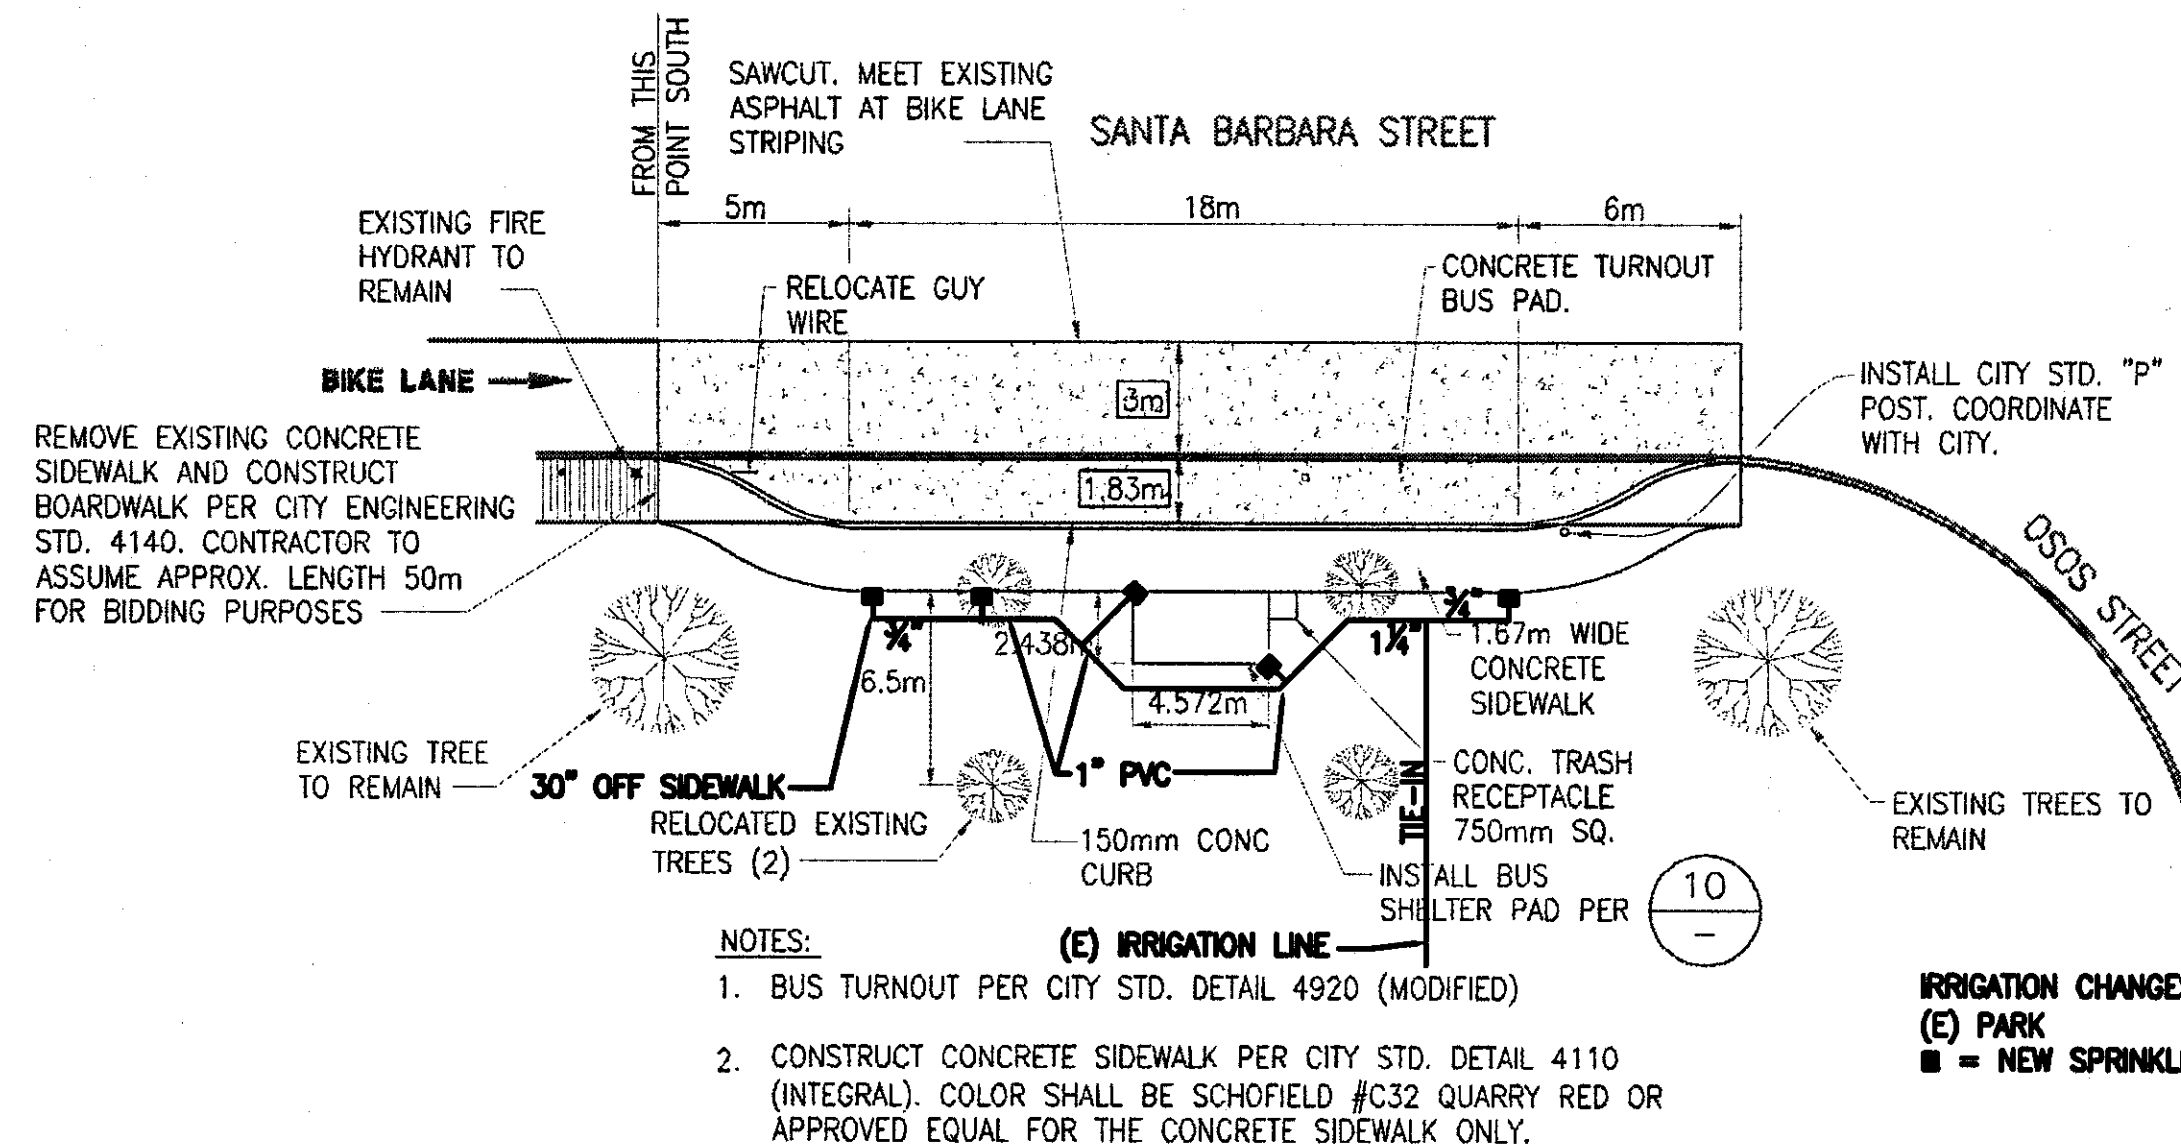 FROM THIS
POINT SOUTH
SAWCUT. MEET EXISTING
ASPHALT AT BIKE LANE
STRIPING
SANTA BARBARA STREET
5m
18m
6m
EXISTING FIRE
HYDRANT TO
REMAIN
RELOCATE GUY
WIRE
CONCRETE TURNOUT
BUS PAD.
BIKE LANE
3m
1.83m
INSTALL CITY STD. "P"
POST. COORDINATE
WITH CITY.
REMOVE EXISTING CONCRETE
SIDEWALK AND CONSTRUCT
BOARDWALK PER CITY ENGINEERING
STD. 4140. CONTRACTOR TO
ASSUME APPROX. LENGTH 50m
FOR BIDDING PURPOSES
OSOS STREET
3/4"
2.438m
6.5m
4.572m
3/4"
1 1/4"
1.67m WIDE
CONCRETE
SIDEWALK
EXISTING TREE
TO REMAIN
30" OFF SIDEWALK
RELOCATED EXISTING
TREES (2)
1" PVC
150mm CONC
CURB
TIE-IN
CONC. TRASH
RECEPTACLE
750mm SQ.
EXISTING TREES TO
REMAIN
INSTALL BUS
SHELTER PAD PER
10
-
(E) IRRIGATION LINE
NOTES:
1. BUS TURNOUT PER CITY STD. DETAIL 4920 (MODIFIED)
2. CONSTRUCT CONCRETE SIDEWALK PER CITY STD. DETAIL 4110
(INTEGRAL). COLOR SHALL BE SCHOFIELD #C32 QUARRY RED OR
APPROVED EQUAL FOR THE CONCRETE SIDEWALK ONLY.
IRRIGATION CHANGE
(E) PARK
■ = NEW SPRINKL